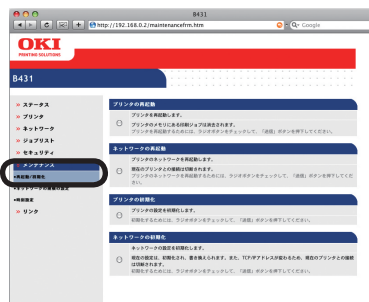 B431
http://192.168.0.2/maintenancefrm.htm
Google
OKI
PRINTING SOLUTIONS
B431
» ステータス
» プリンタ
» ネットワーク
» ジョブリスト
» セキュリティ
» メンテナンス
•再起動/初期化
•ネットワークの規模の設定
•時刻設定
» リンク
プリンタの再起動
プリンタを再起動します。
プリンタのメモリにある印刷ジョブは消去されます。
プリンタを再起動するためには、ラジオボタンをチェックして、「送信」ボタンを押下してください。
ネットワークの再起動
プリンタのネットワークを再起動します。
現在のプリンタとの接続は切断されます。
プリンタのネットワークを再起動するためには、ラジオボタンをチェックして、「送信」ボタンを押下してくだ
さい。
プリンタの初期化
プリンタの設定を初期化します。
初期化するためには、ラジオボタンをチェックして、「送信」ボタンを押下してください。
ネットワークの初期化
ネットワークの設定を初期化します。
現在の設定は、初期化され、書き換えられます。また、TCP/IPアドレスが変わるため、現在のプリンタとの接続
は切断されます。
初期化するためには、ラジオボタンをチェックして、「送信」ボタンを押下してください。